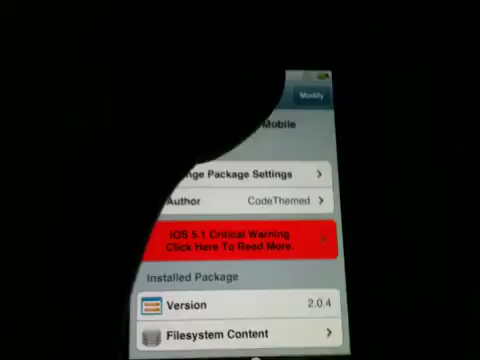 Modify
Mobile
nge Package Settings
Author CodeThemed
iOS 5.1 Critical Warning
Click Here To Read More.
Installed Package
Version 2.0.4
Filesystem Content